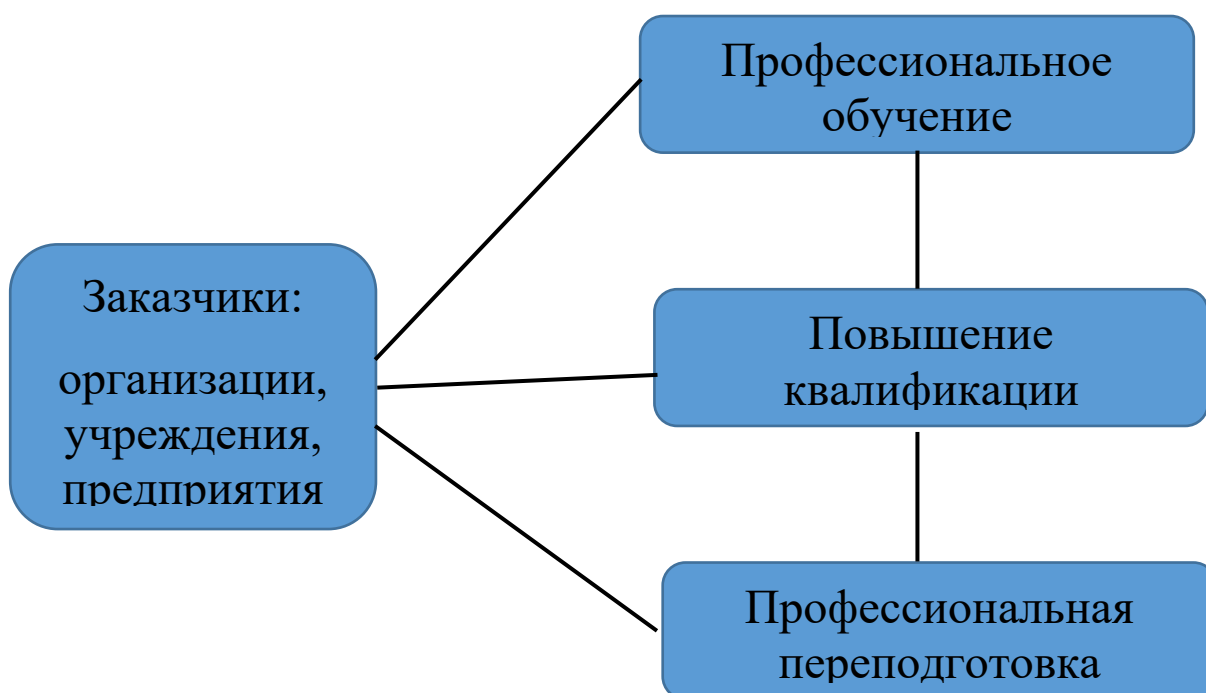 Профессиональное
обучение
Заказчики:
организации,
учреждения,
предприятия
Повышение
квалификации
Профессиональная
переподготовка